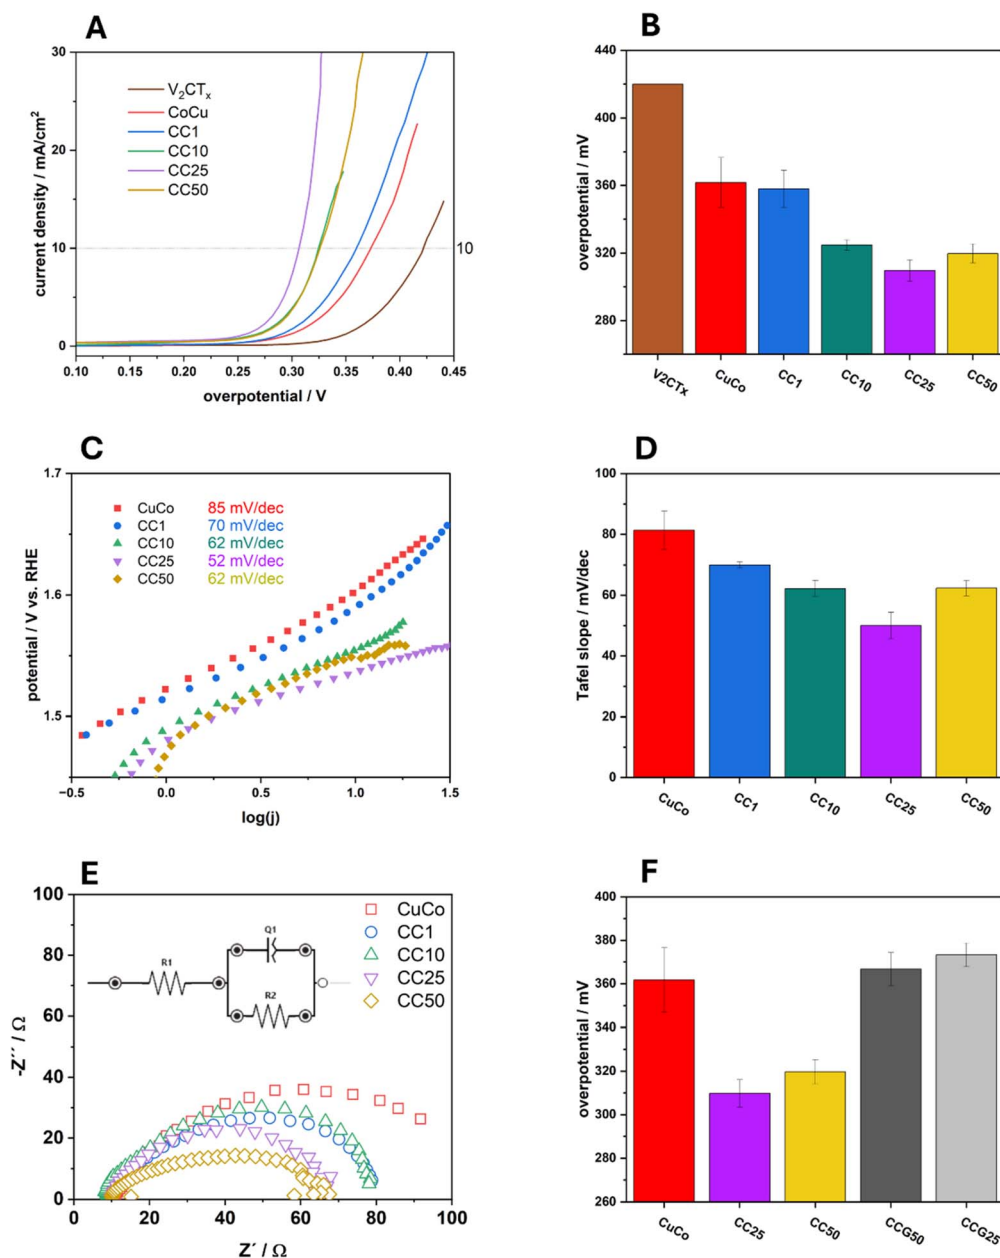 A
30
20
10
0
current density / mA/cm²
V₂CTₓ
CoCu
CC1
CC10
CC25
CC50
10
0.10 0.15 0.20 0.25 0.30 0.35 0.40 0.45
overpotential / V
B
440
400
360
320
280
overpotential / mV
V2CTx CuCo CC1 CC10 CC25 CC50
C
1.7
1.6
1.5
potential / V vs. RHE
CuCo 85 mV/dec
CC1 70 mV/dec
CC10 62 mV/dec
CC25 52 mV/dec
CC50 62 mV/dec
−0.5 0.0 0.5 1.0 1.5
log(j)
D
100
80
60
40
20
0
Tafel slope / mV/dec
CuCo CC1 CC10 CC25 CC50
E
100
80
60
40
20
0
-Z´´ / Ω
R1
Q1
R2
CuCo
CC1
CC10
CC25
CC50
0 20 40 60 80 100
Z´ / Ω
F
400
380
360
340
320
300
280
260
overpotential / mV
CuCo CC25 CC50 CCG50 CCG25